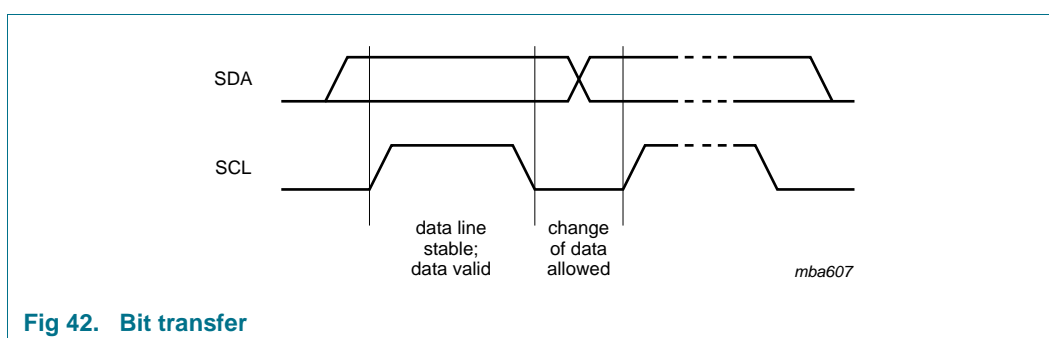 SDA
SCL
data line
stable;
data valid
change
of data
allowed
mba607
Fig 42. Bit transfer